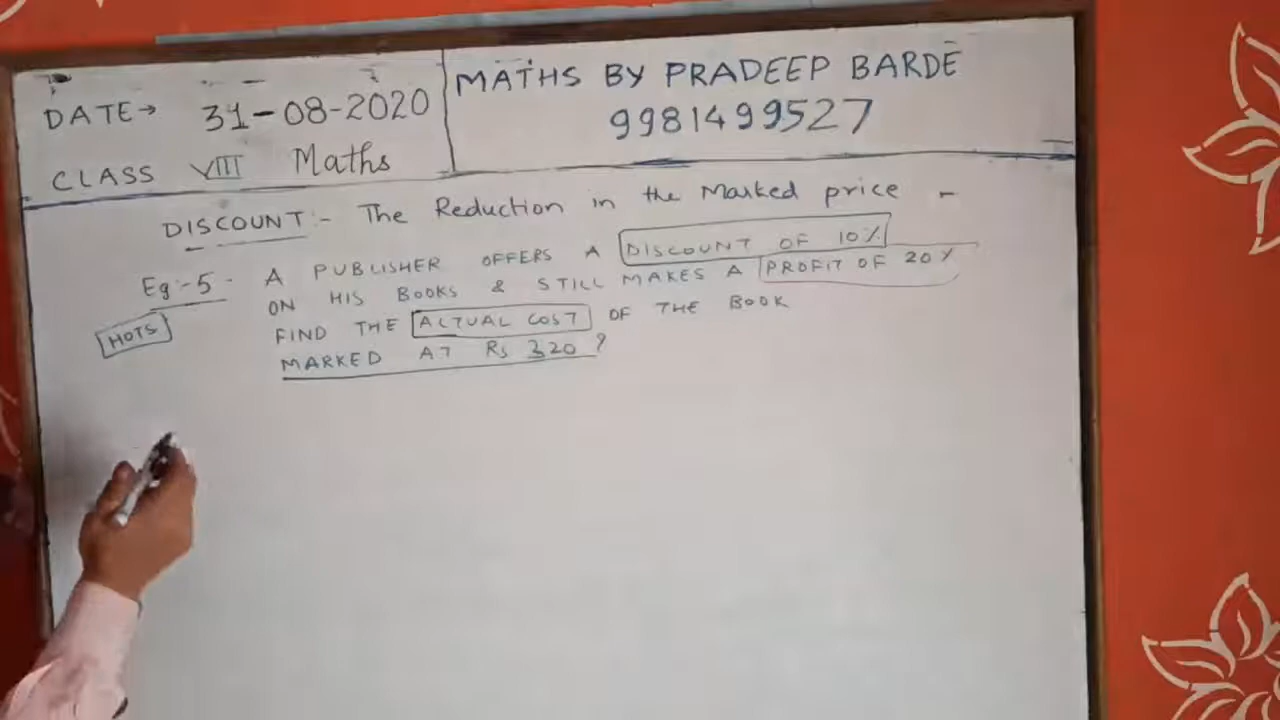 DATE → 31-08-2020
CLASS VIII Maths
MATHS BY PRADEEP BARDE
9981499527
DISCOUNT :- The Reduction in the Marked price -
Eg:-5- A PUBLISHER OFFERS A DISCOUNT OF 10%
ON HIS BOOKS & STILL MAKES A PROFIT OF 20%
HOTS FIND THE ACTUAL COST OF THE BOOK
MARKED AT Rs 320 ?